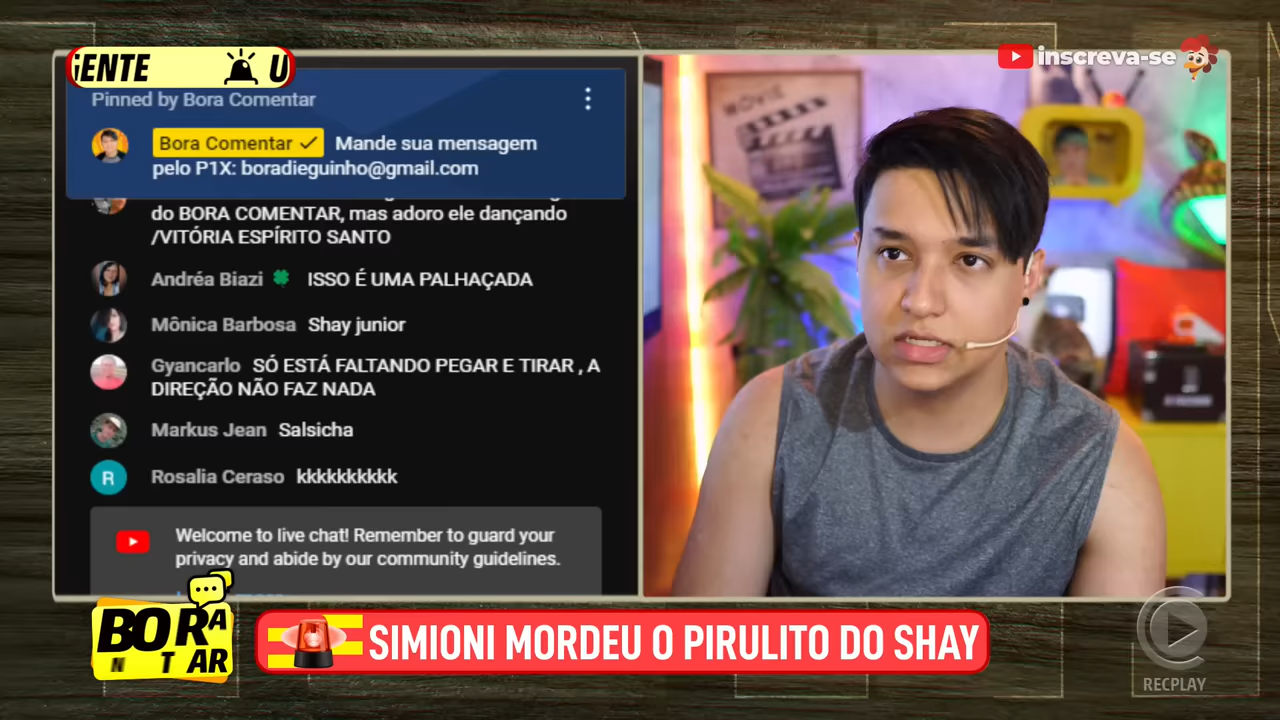 GENTE
U
inscreva-se
Pinned by Bora Comentar
Bora Comentar Mande sua mensagem
pelo P1X: boradieguinho@gmail.com
do BORA COMENTAR, mas adoro ele dançando
/VITÓRIA ESPÍRITO SANTO
Andréa Biazi ISSO É UMA PALHAÇADA
Mônica Barbosa Shay junior
Gyancarlo SÓ ESTÁ FALTANDO PEGAR E TIRAR , A
DIREÇÃO NÃO FAZ NADA
Markus Jean Salsicha
R
Rosalia Ceraso kkkkkkkkkk
Welcome to live chat! Remember to guard your
privacy and abide by our community guidelines.
MOVIE
BORA
N T AR
SIMIONI MORDEU O PIRULITO DO SHAY
RECPLAY